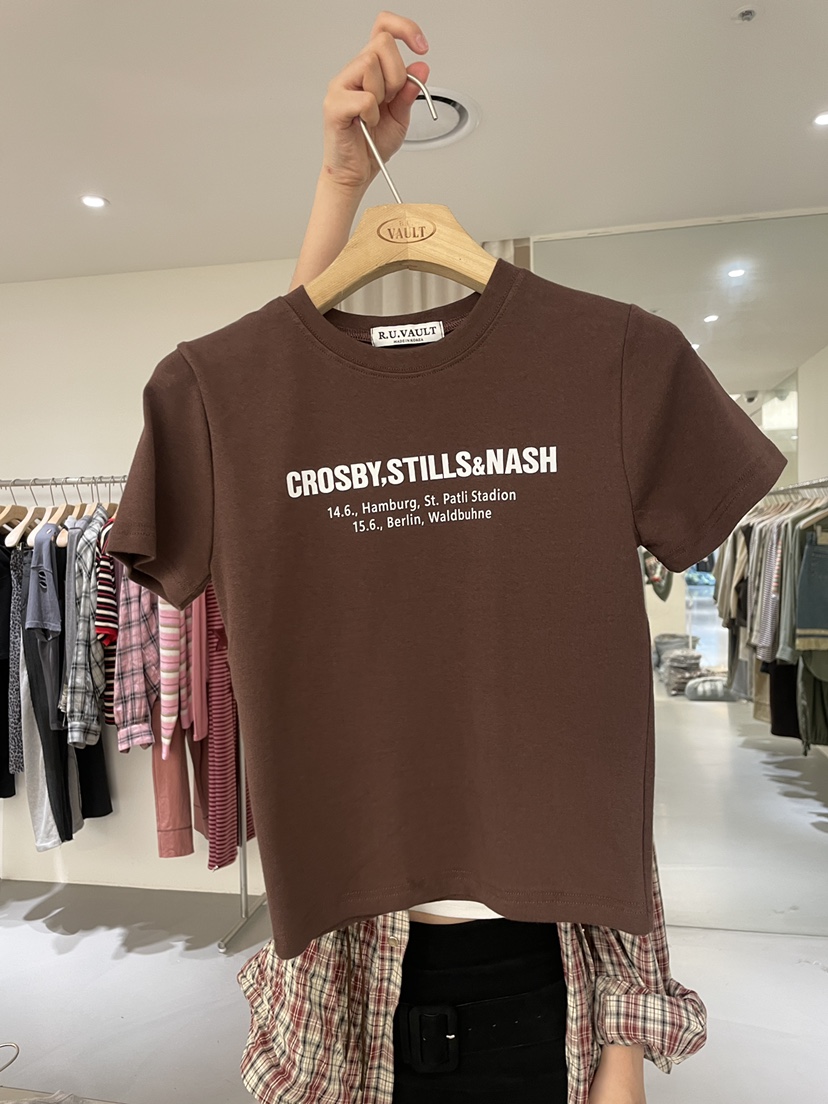 VAULT
R.U.VAULT
MADE IN KOREA
CROSBY,STILLS&NASH
14.6., Hamburg, St. Patli Stadion
15.6., Berlin, Waldbuhne